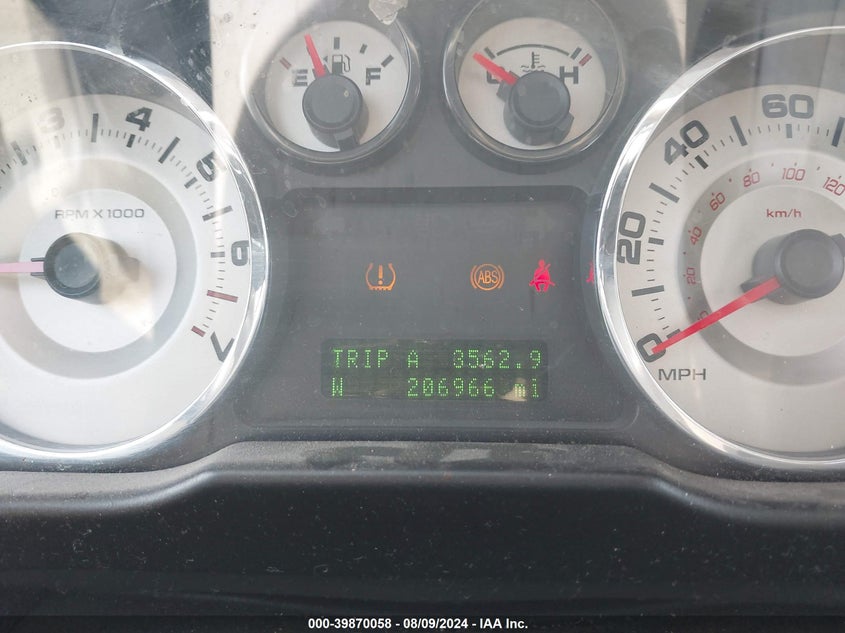 E F
H
3 4 5 6 7
RPM X 1000
0 20 40 60
20 40 60 80 100 120
km/h
MPH
ABS
TRIP A 3562.9
W 206966 mi
000-39870058 - 08/09/2024 - IAA Inc.